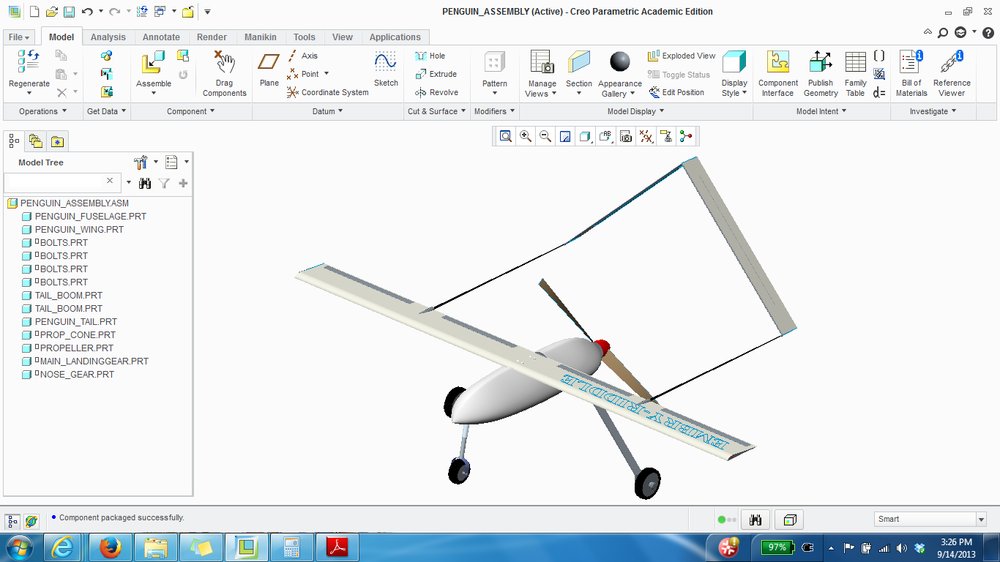 PENGUIN_ASSEMBLY (Active) - Creo Parametric Academic Edition
File Model Analysis Annotate Render Manikin Tools View Applications
Regenerate
Assemble
Drag Components
Plane
Axis
Point
Coordinate System
Sketch
Hole
Extrude
Revolve
Pattern
Manage Views
Section
Appearance Gallery
Exploded View
Toggle Status
Edit Position
Display Style
Component Interface
Publish Geometry
Family Table
d=
Bill of Materials
Reference Viewer
Operations Get Data Component Datum Cut & Surface Modifiers Model Display Model Intent Investigate
Model Tree
PENGUIN_ASSEMBLY.ASM
PENGUIN_FUSELAGE.PRT
PENGUIN_WING.PRT
BOLTS.PRT
BOLTS.PRT
BOLTS.PRT
BOLTS.PRT
TAIL_BOOM.PRT
TAIL_BOOM.PRT
PENGUIN_TAIL.PRT
PROP_CONE.PRT
PROPELLER.PRT
MAIN_LANDINGGEAR.PRT
NOSE_GEAR.PRT
EMBRY-RIDDLE
Component packaged successfully.
Smart
97%
3:26 PM
9/14/2013